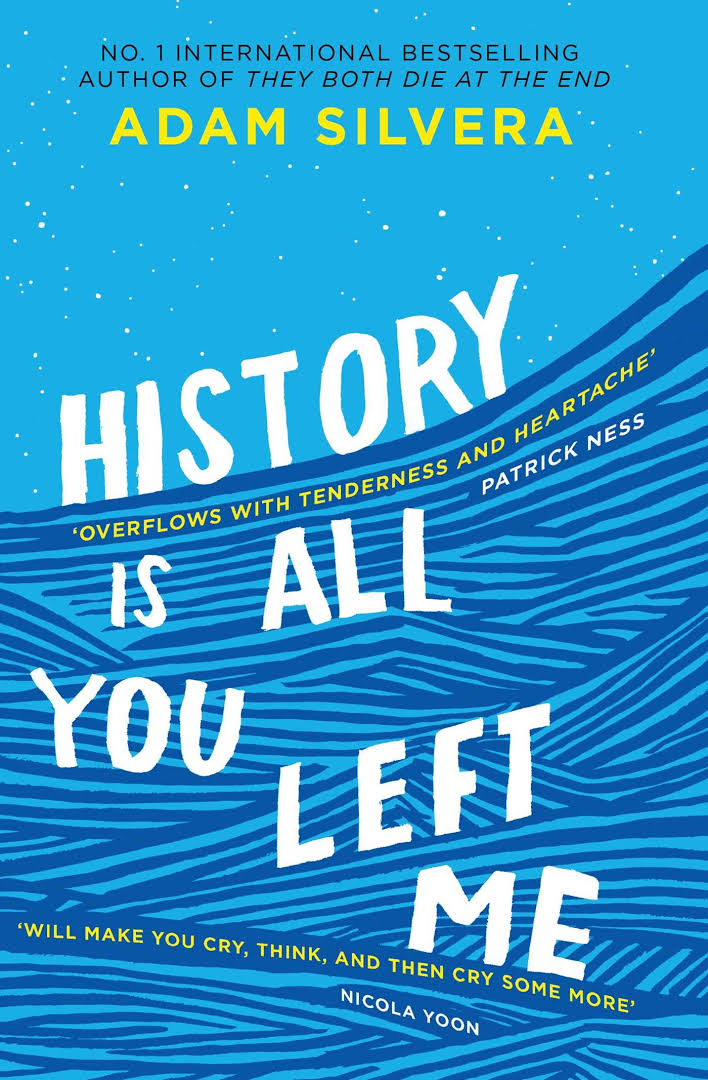 NO. 1 INTERNATIONAL BESTSELLING
AUTHOR OF THEY BOTH DIE AT THE END
ADAM SILVERA
HISTORY
'OVERFLOWS WITH TENDERNESS AND HEARTACHE'
PATRICK NESS
IS ALL
YOU
LEFT
ME
'WILL MAKE YOU CRY, THINK, AND THEN CRY SOME MORE'
NICOLA YOON